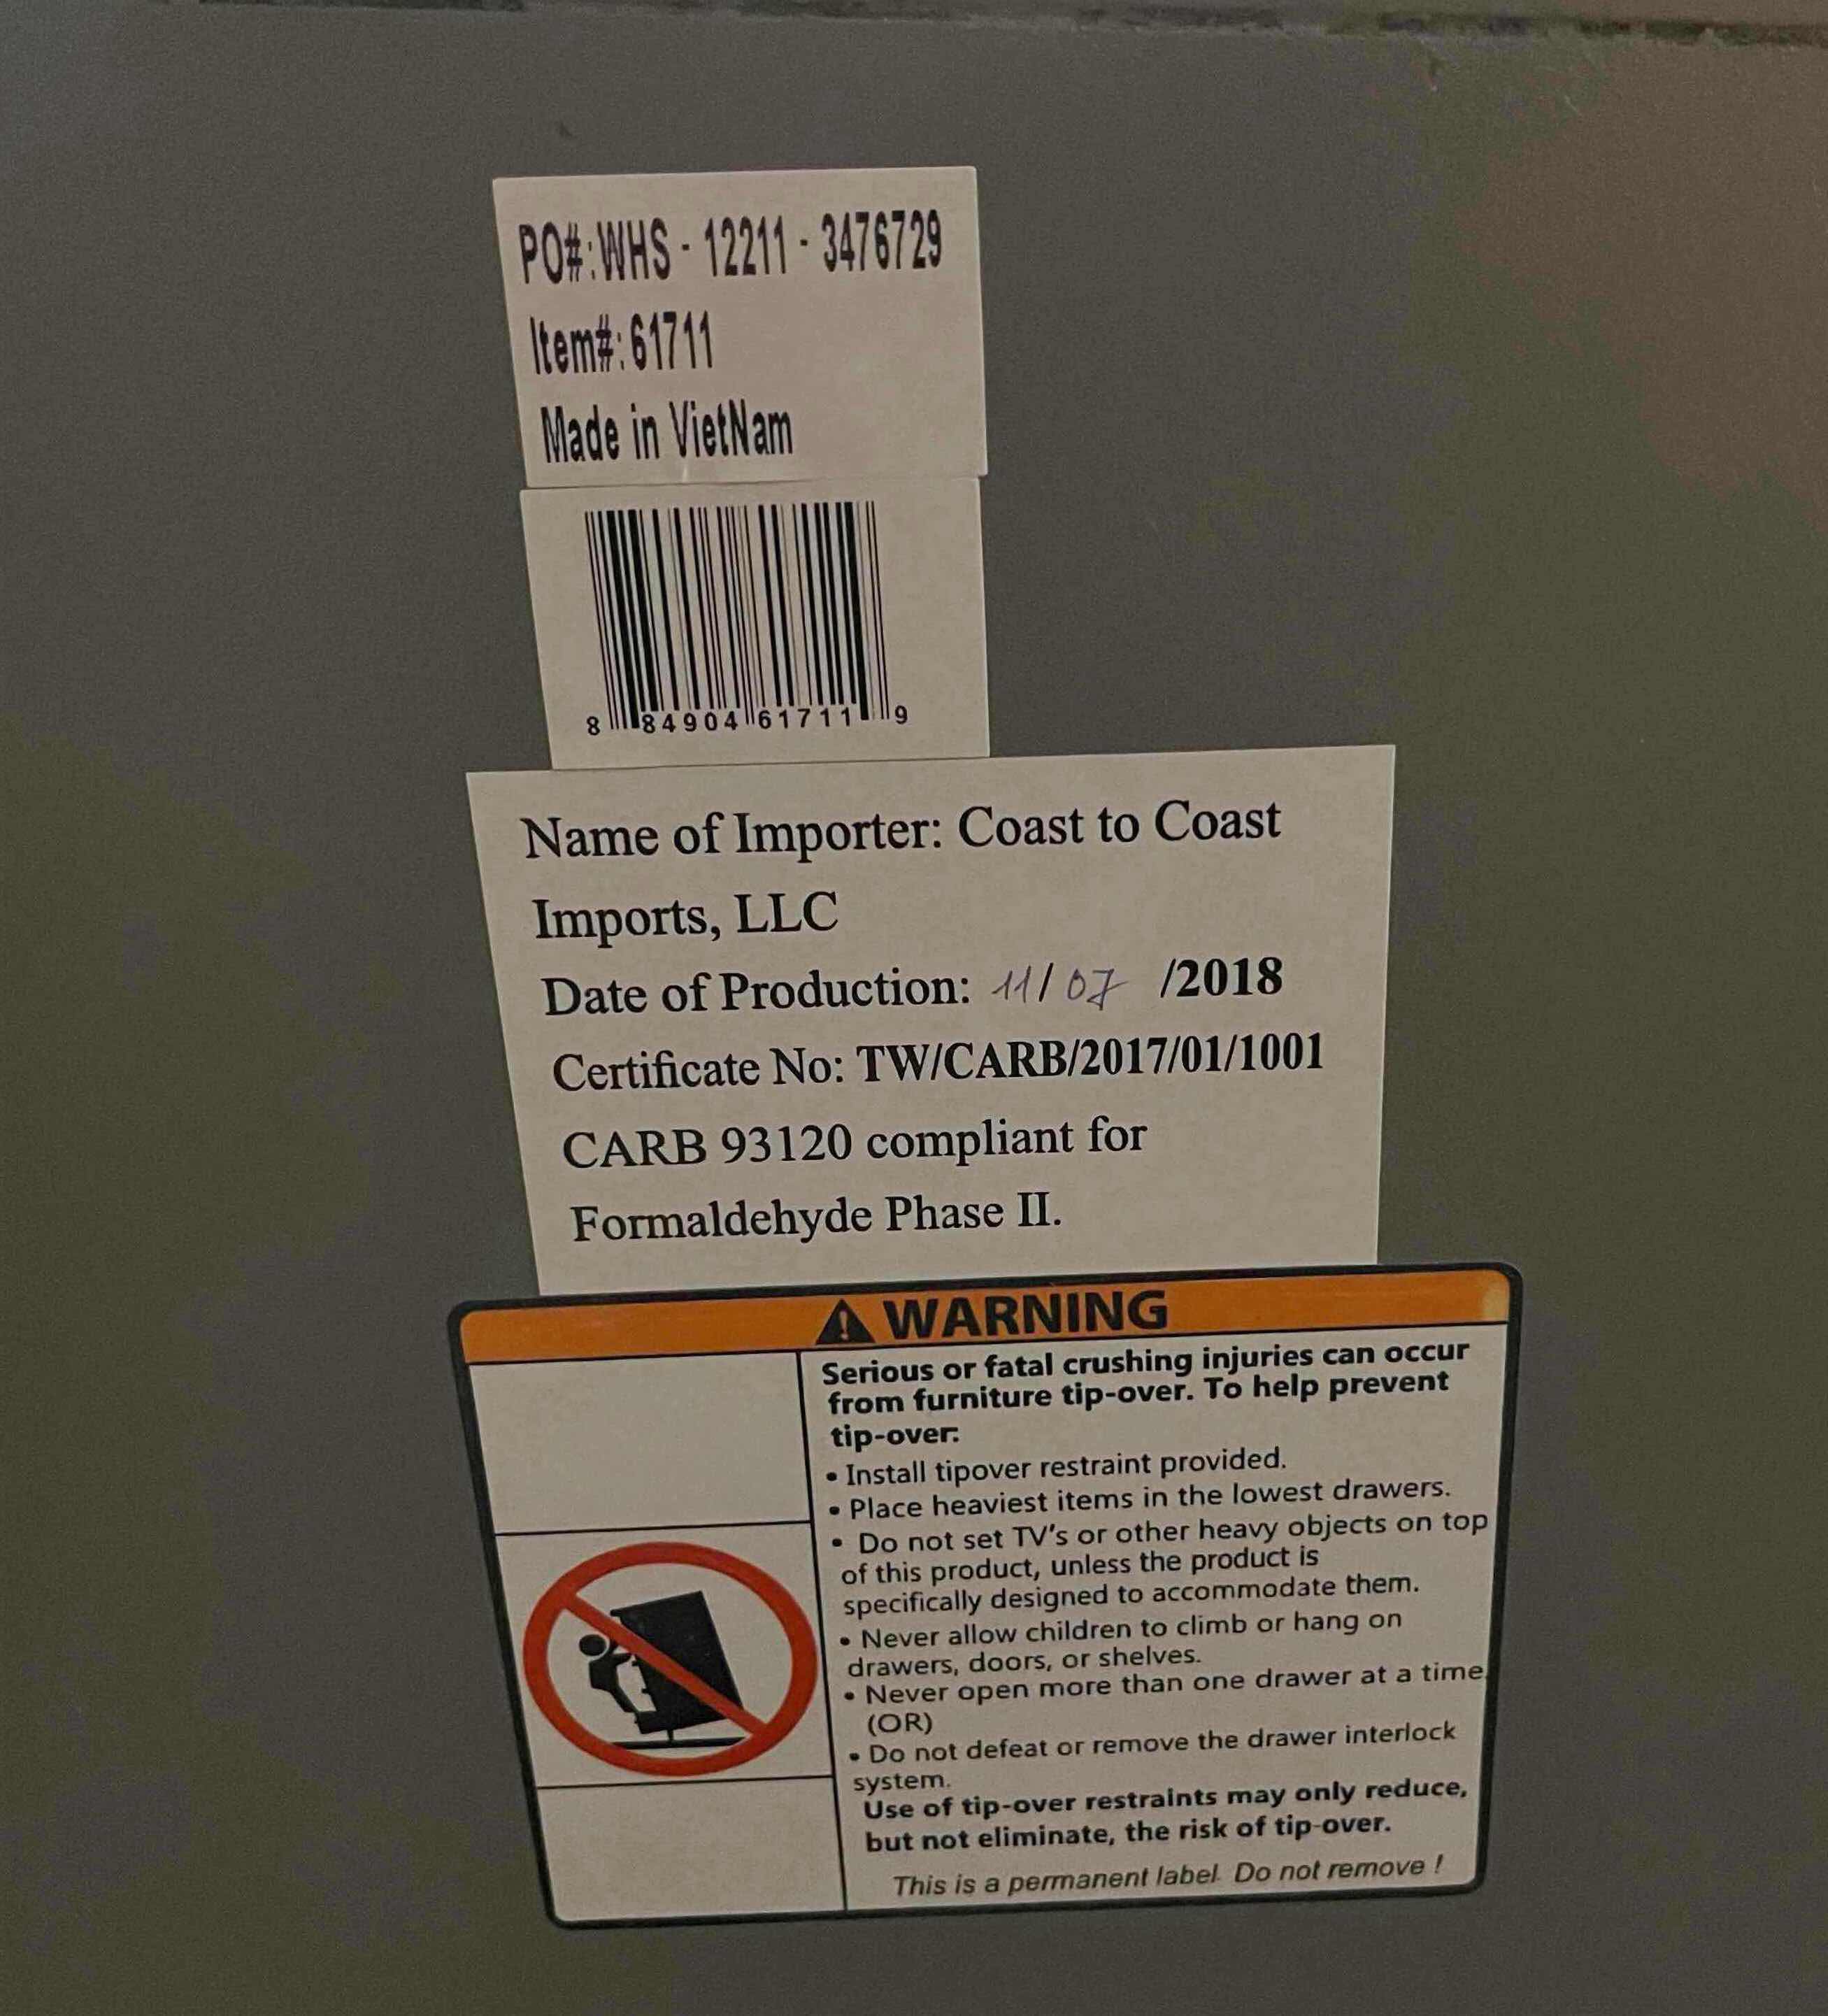 PO#:WHS - 12211 - 3476729
Item#: 61711
Made in VietNam
8 84904 61711 9
Name of Importer: Coast to Coast
Imports, LLC
Date of Production: 11/07 /2018
Certificate No: TW/CARB/2017/01/1001
CARB 93120 compliant for
Formaldehyde Phase II.
WARNING
Serious or fatal crushing injuries can occur
from furniture tip-over. To help prevent
tip-over:
• Install tipover restraint provided.
• Place heaviest items in the lowest drawers.
• Do not set TV's or other heavy objects on top
of this product, unless the product is
specifically designed to accommodate them.
• Never allow children to climb or hang on
drawers, doors, or shelves.
• Never open more than one drawer at a time.
(OR)
• Do not defeat or remove the drawer interlock
system.
Use of tip-over restraints may only reduce,
but not eliminate, the risk of tip-over.
This is a permanent label. Do not remove !